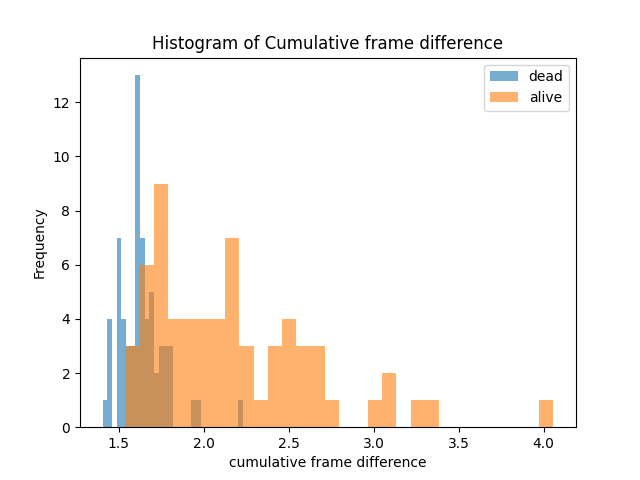 Histogram of Cumulative frame difference
dead
alive
Frequency
12
10
8
6
4
2
0
1.5 2.0 2.5 3.0 3.5 4.0
cumulative frame difference